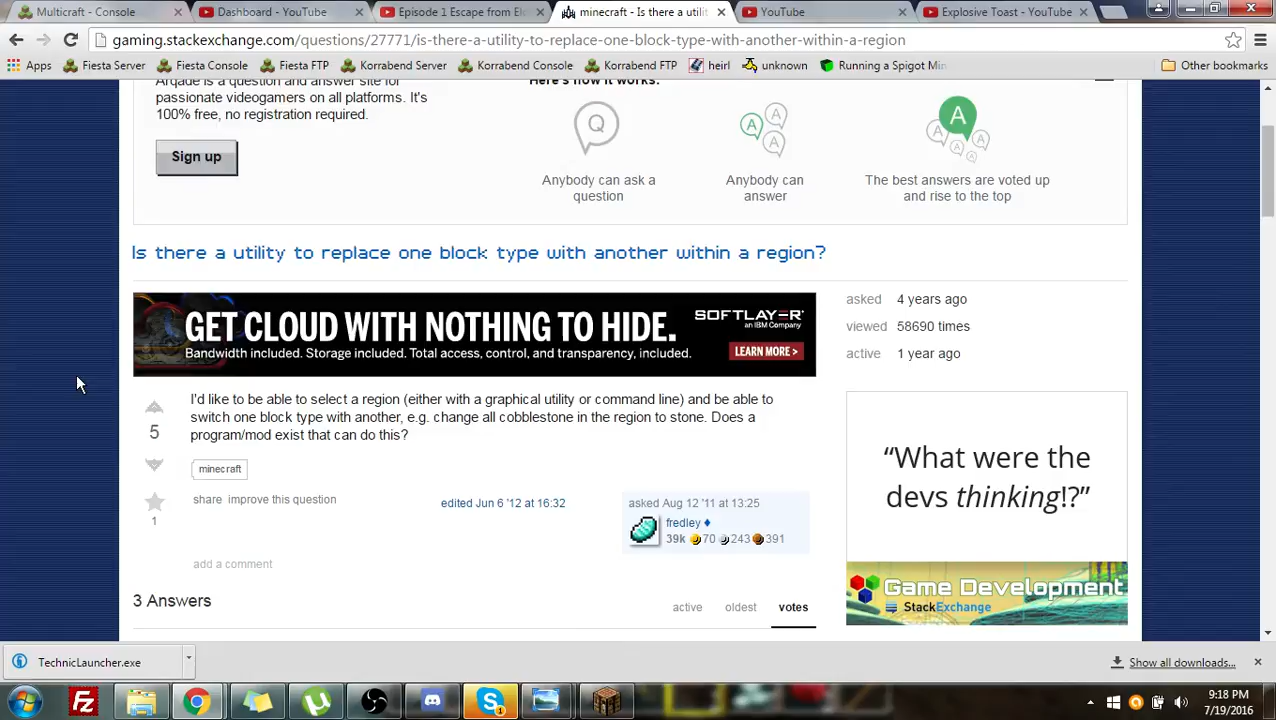 Multicraft - Console
Dashboard - YouTube
Episode 1 Escape from El
minecraft - Is there a utili
YouTube
Explosive Toast - YouTube
gaming.stackexchange.com/questions/27771/is-there-a-utility-to-replace-one-block-type-with-another-within-a-region
Apps
Fiesta Server
Fiesta Console
Fiesta FTP
Korrabend Server
Korrabend Console
Korrabend FTP
heirl
unknown
Running a Spigot Min
Other bookmarks
Arqade is a question and answer site for
passionate videogamers on all platforms. It's
100% free, no registration required.
Sign up
Here's how it works:
Q
A
A
A
A
A
A
A
A
Anybody can ask a
question
Anybody can
answer
The best answers are voted up
and rise to the top
Is there a utility to replace one block type with another within a region?
GET CLOUD WITH NOTHING TO HIDE.
Bandwidth included. Storage included. Total access, control, and transparency, included.
SOFTLAYER
an IBM Company
LEARN MORE >
asked 4 years ago
viewed 58690 times
active 1 year ago
5
I'd like to be able to select a region (either with a graphical utility or command line) and be able to
switch one block type with another, e.g. change all cobblestone in the region to stone. Does a
program/mod exist that can do this?
minecraft
share improve this question
1
edited Jun 6 '12 at 16:32
asked Aug 12 '11 at 13:25
fredley ♦
39k 70 243 391
add a comment
3 Answers
active oldest votes
“What were the
devs thinking!?”
Game Development
StackExchange
TechnicLauncher.exe
Show all downloads...
Fz
9:18 PM
7/19/2016